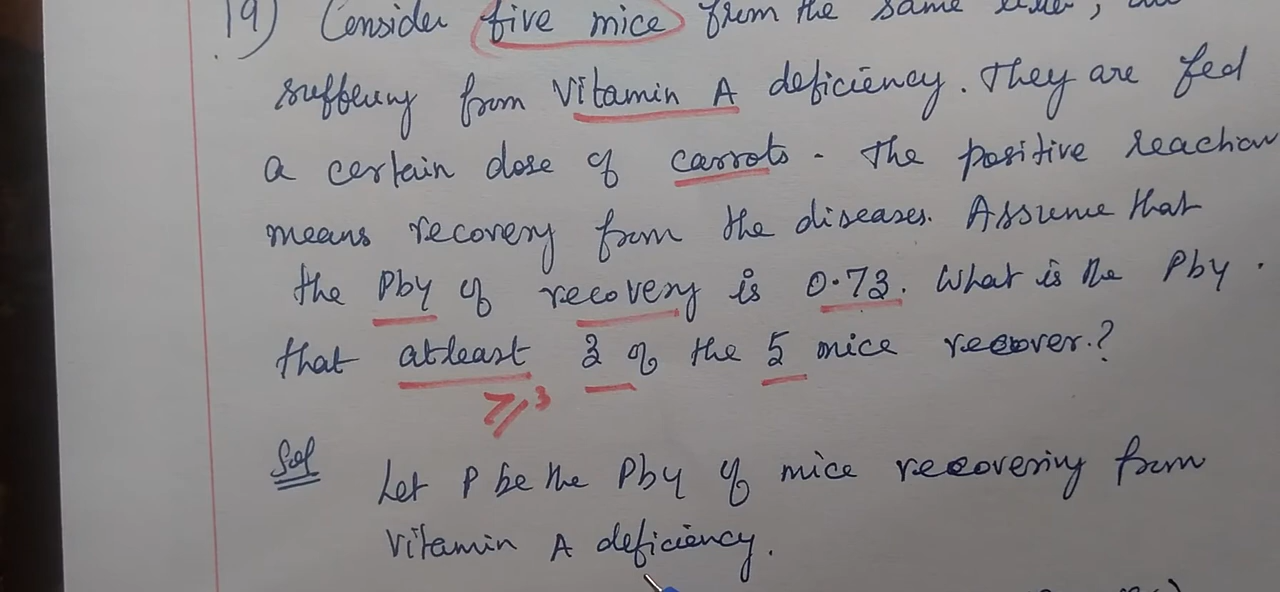 19) Consider five mice from the same
suffering from Vitamin A deficiency. They are fed
a certain dose of carrots. The positive reaction
means recovery from the diseases. Assume that
the Pby of recovery is 0.73. What is the Pby
that atleast 3 of the 5 mice recover.?
≥ 3
Sol
Let P be the Pby of mice recovering from
Vitamin A deficiency.